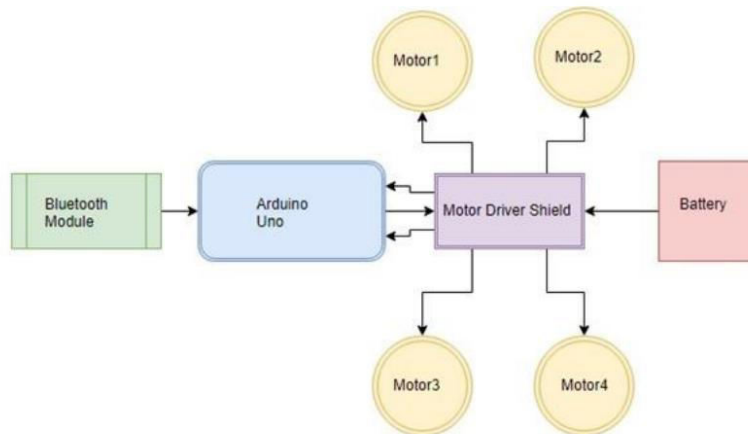 Motor1
Motor2
Bluetooth
Module
Arduino
Uno
Motor Driver Shield
Battery
Motor3
Motor4